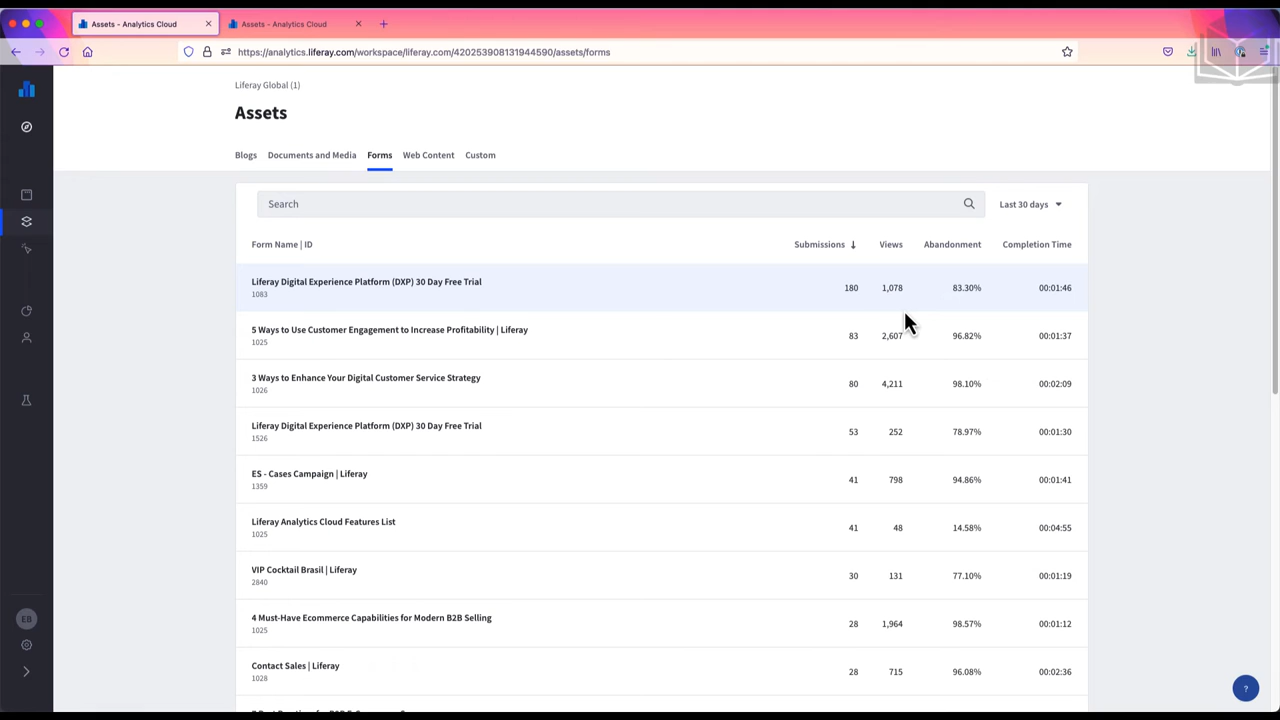 Assets - Analytics Cloud
Assets - Analytics Cloud
https://analytics.liferay.com/workspace/liferay.com/420253908131944590/assets/forms
Liferay Global (1)
Assets
Blogs Documents and Media Forms Web Content Custom
Search Last 30 days
Form Name | ID Submissions Views Abandonment Completion Time
Liferay Digital Experience Platform (DXP) 30 Day Free Trial
1083
180 1,078 83.30% 00:01:46
5 Ways to Use Customer Engagement to Increase Profitability | Liferay
1025
83 2,607 96.82% 00:01:37
3 Ways to Enhance Your Digital Customer Service Strategy
1026
80 4,211 98.10% 00:02:09
Liferay Digital Experience Platform (DXP) 30 Day Free Trial
1526
53 252 78.97% 00:01:30
ES - Cases Campaign | Liferay
1359
41 798 94.86% 00:01:41
Liferay Analytics Cloud Features List
1025
41 48 14.58% 00:04:55
VIP Cocktail Brasil | Liferay
2840
30 131 77.10% 00:01:19
4 Must-Have Ecommerce Capabilities for Modern B2B Selling
1025
28 1,964 98.57% 00:01:12
Contact Sales | Liferay
1028
28 715 96.08% 00:02:36
EB
?